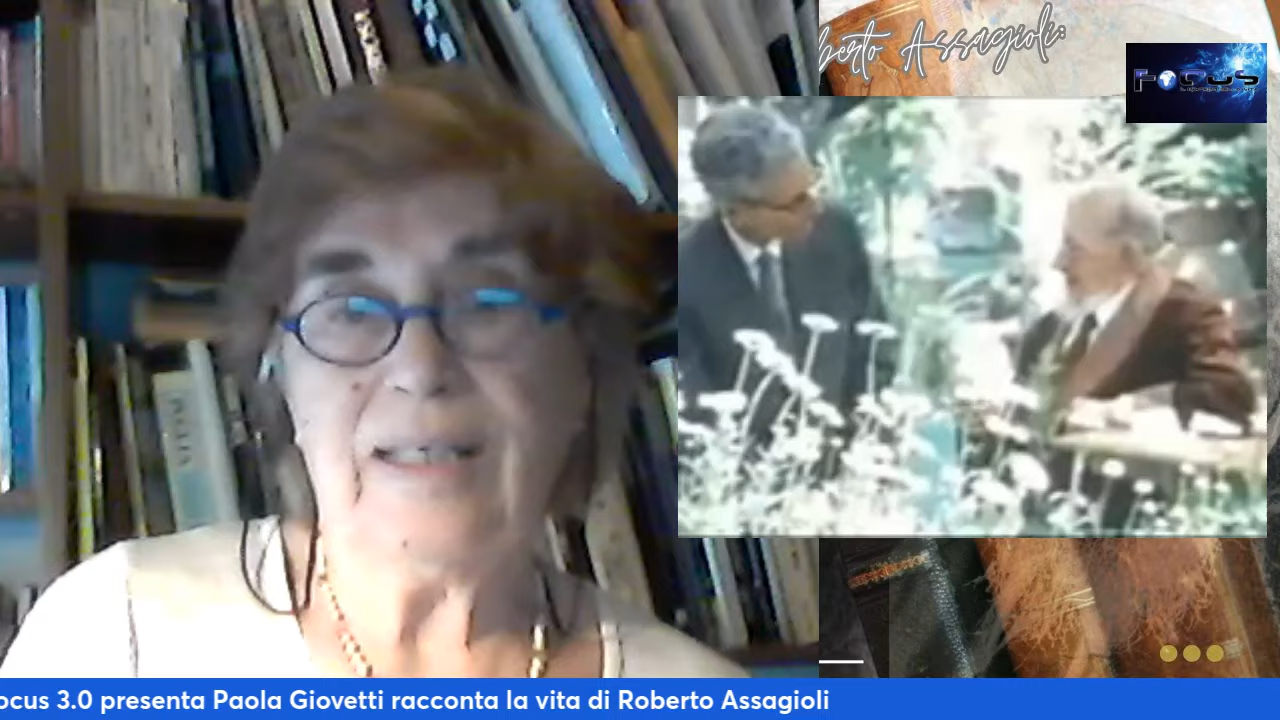 berto Assagioli:
FOCUS
ocus 3.0 presenta Paola Giovetti racconta la vita di Roberto Assagioli